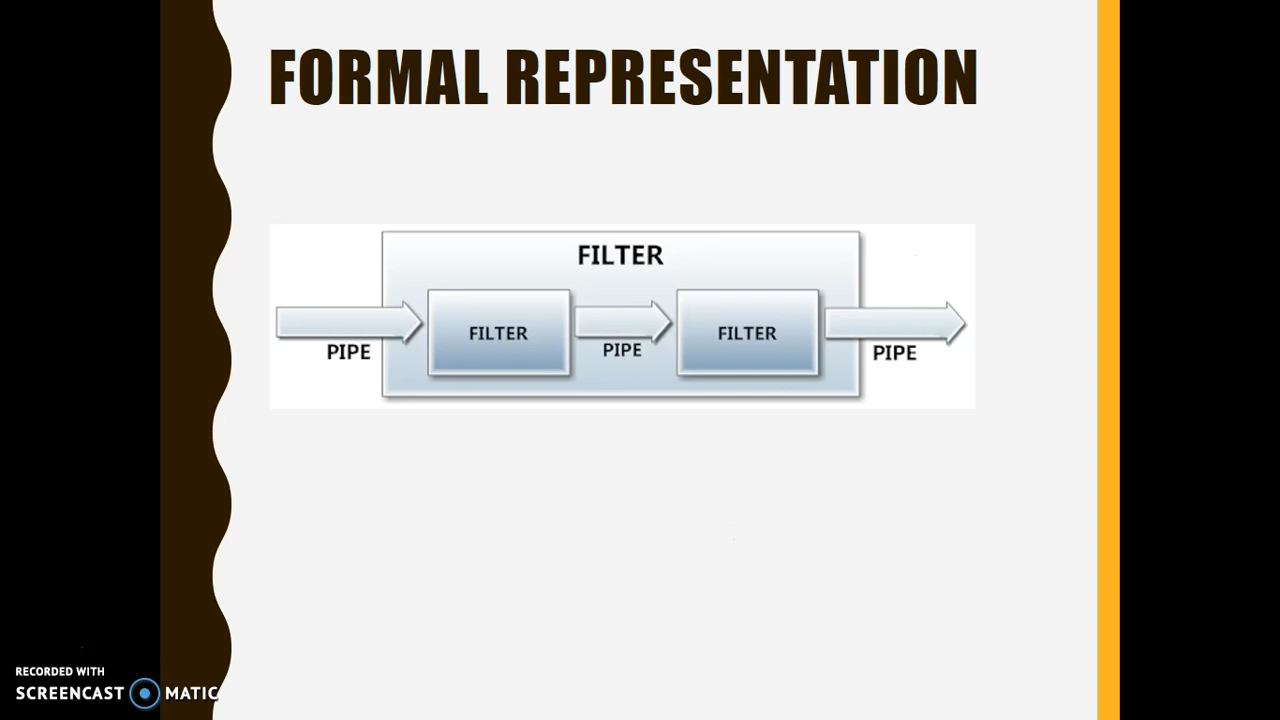 FORMAL REPRESENTATION
FILTER
FILTER
FILTER
PIPE
PIPE
PIPE
RECORDED WITH
SCREENCAST MATIC